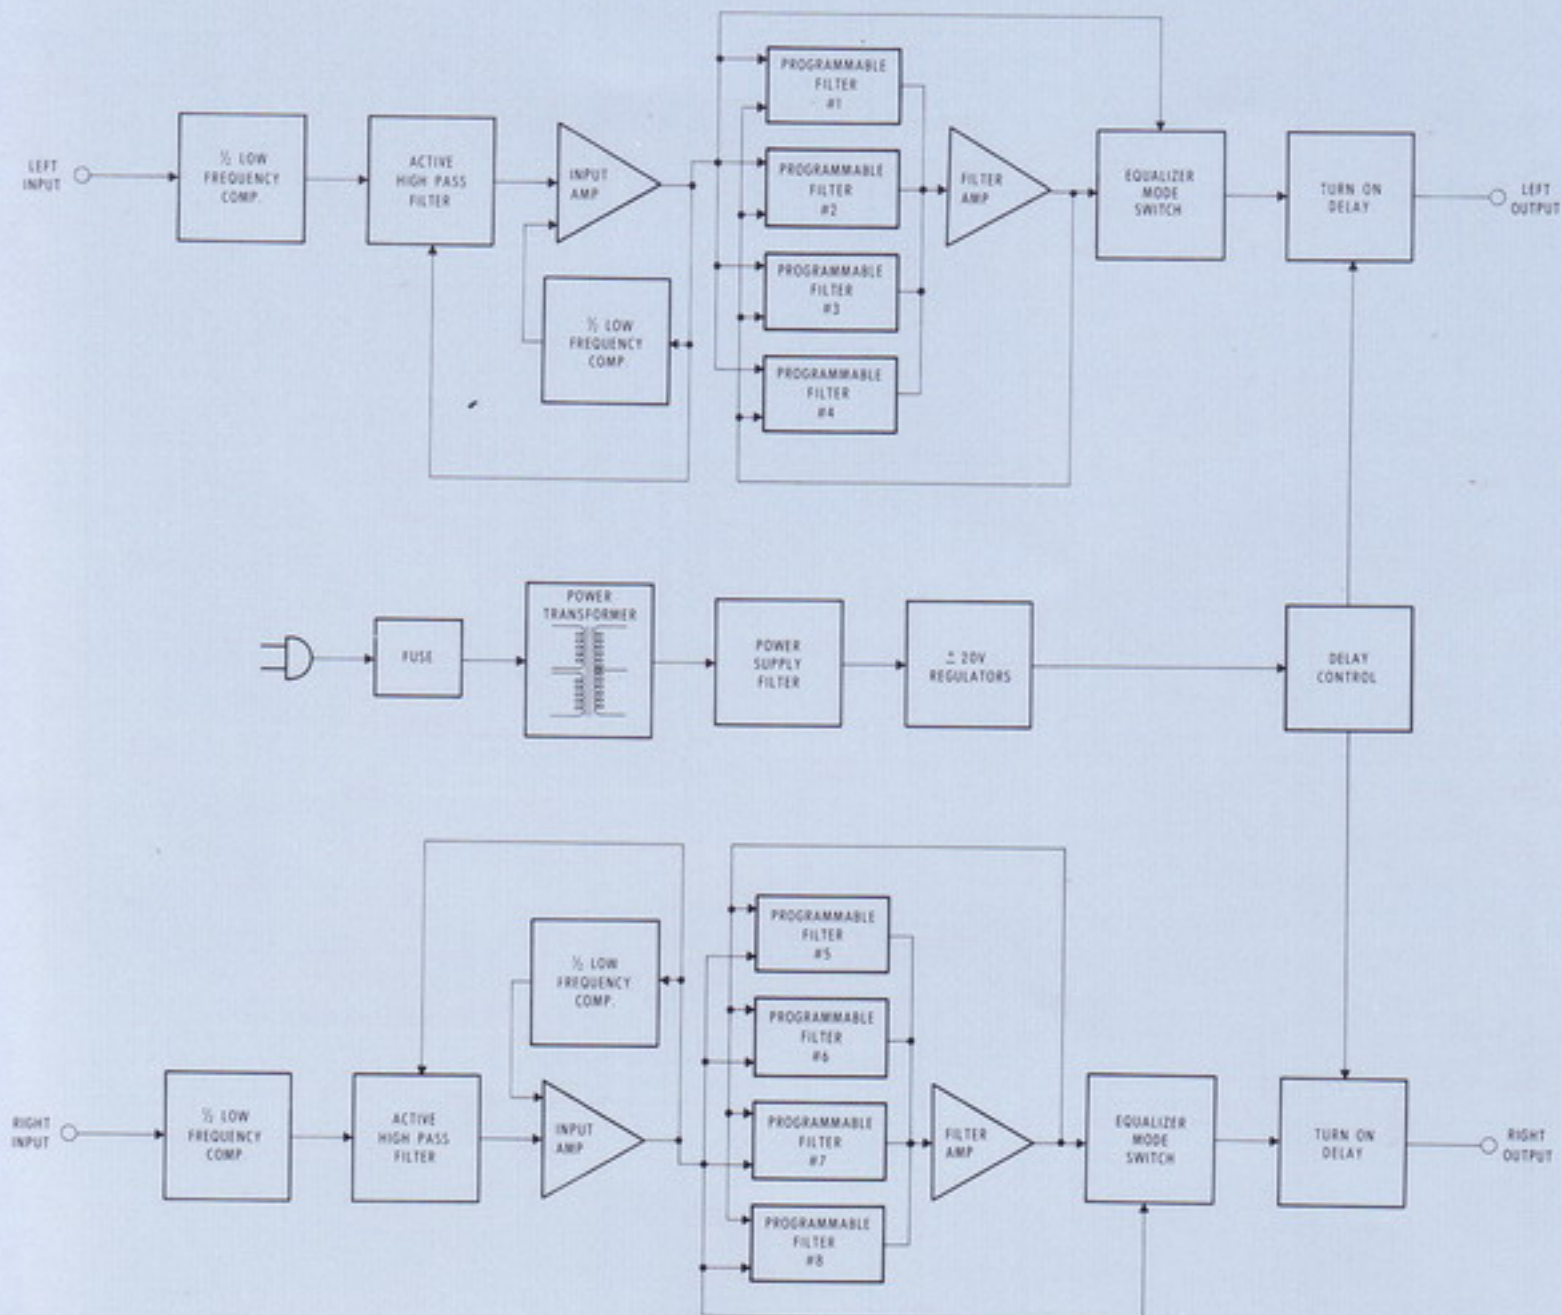 LEFT
INPUT
½ LOW
FREQUENCY
COMP.
ACTIVE
HIGH PASS
FILTER
INPUT
AMP
½ LOW
FREQUENCY
COMP
PROGRAMMABLE
FILTER
#1
PROGRAMMABLE
FILTER
#2
PROGRAMMABLE
FILTER
#3
PROGRAMMABLE
FILTER
#4
FILTER
AMP
EQUALIZER
MODE
SWITCH
TURN ON
DELAY
LEFT
OUTPUT
FUSE
POWER
TRANSFORMER
POWER
SUPPLY
FILTER
± 20V
REGULATORS
DELAY
CONTROL
RIGHT
INPUT
½ LOW
FREQUENCY
COMP
ACTIVE
HIGH PASS
FILTER
½ LOW
FREQUENCY
COMP.
INPUT
AMP
PROGRAMMABLE
FILTER
#5
PROGRAMMABLE
FILTER
#6
PROGRAMMABLE
FILTER
#7
PROGRAMMABLE
FILTER
#8
FILTER
AMP
EQUALIZER
MODE
SWITCH
TURN ON
DELAY
RIGHT
OUTPUT